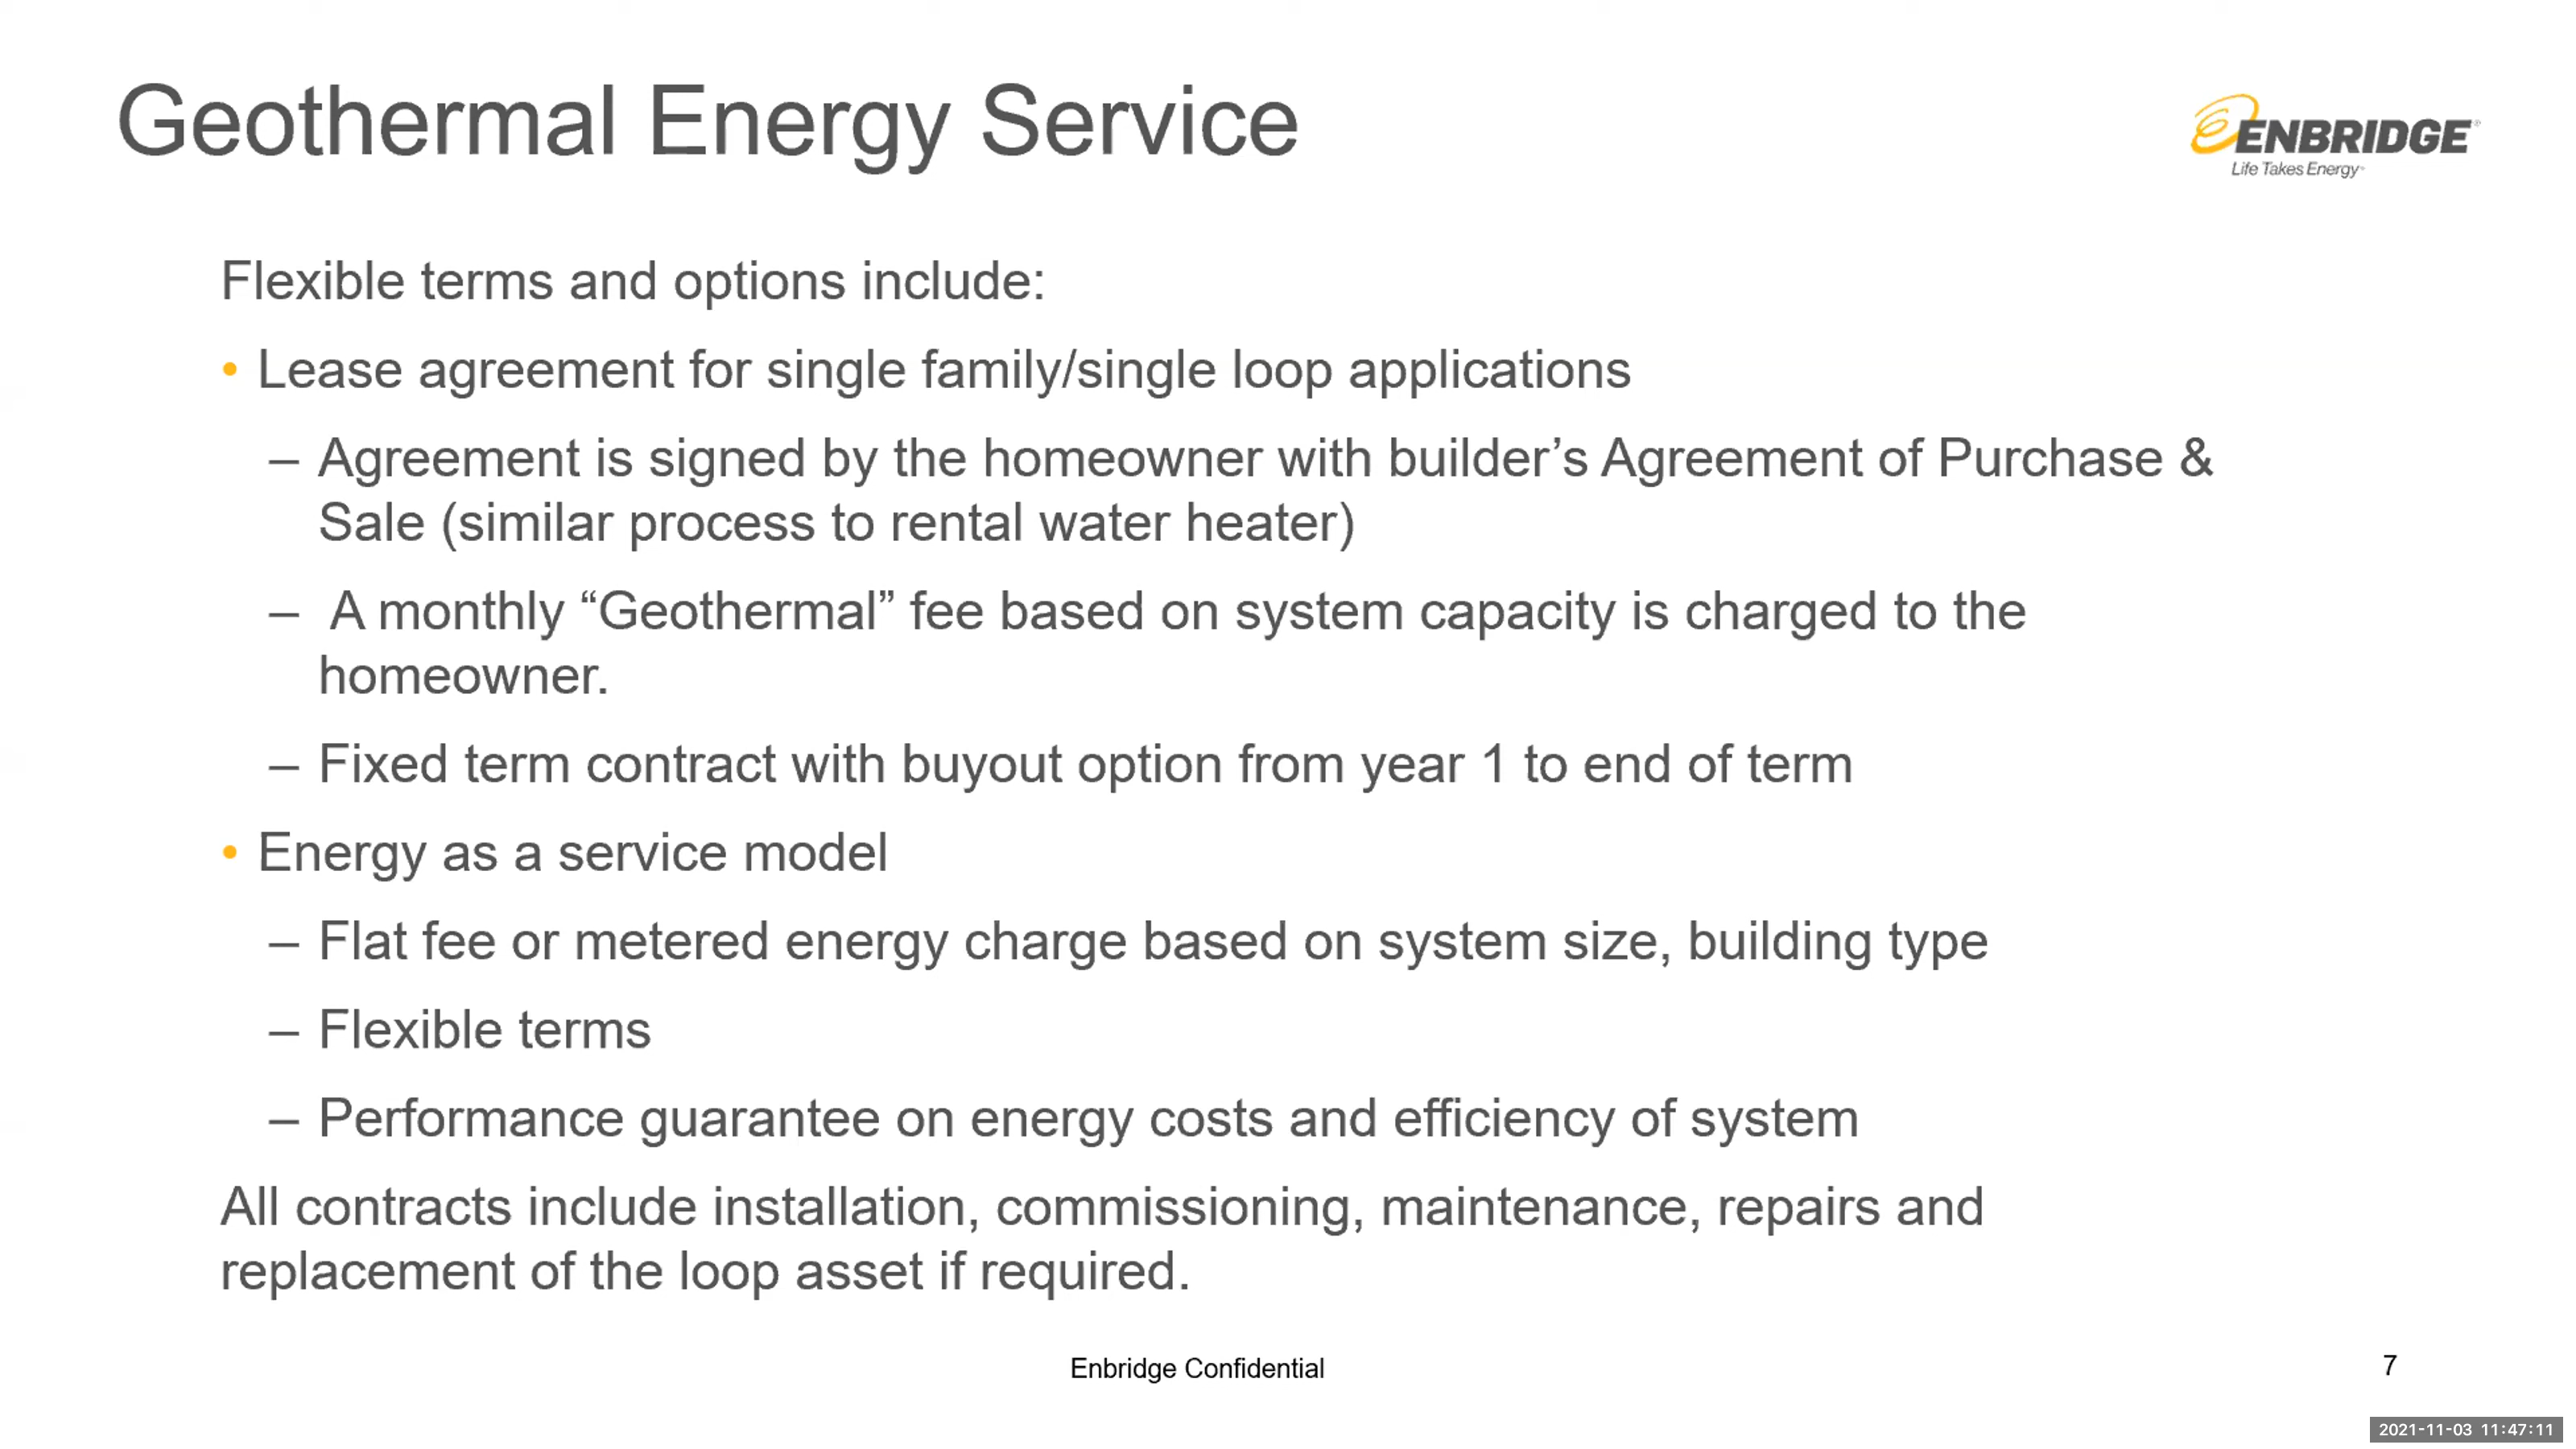 Geothermal Energy Service
ENBRIDGE®
Life Takes Energy
Flexible terms and options include:
• Lease agreement for single family/single loop applications
– Agreement is signed by the homeowner with builder’s Agreement of Purchase &
Sale (similar process to rental water heater)
– A monthly “Geothermal” fee based on system capacity is charged to the
homeowner.
– Fixed term contract with buyout option from year 1 to end of term
• Energy as a service model
– Flat fee or metered energy charge based on system size, building type
– Flexible terms
– Performance guarantee on energy costs and efficiency of system
All contracts include installation, commissioning, maintenance, repairs and
replacement of the loop asset if required.
Enbridge Confidential
7
2021-11-03 11:47:11